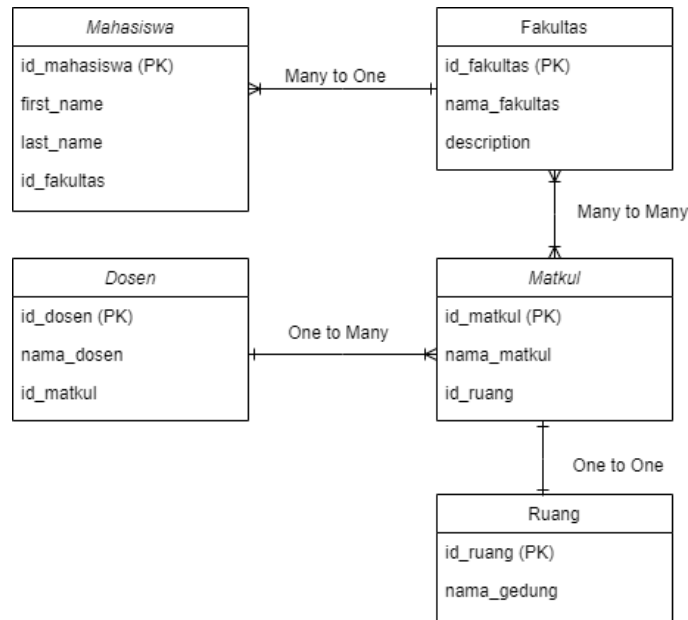 Mahasiswa
id_mahasiswa (PK)
first_name
last_name
id_fakultas
Many to One
Fakultas
id_fakultas (PK)
nama_fakultas
description
Many to Many
Dosen
id_dosen (PK)
nama_dosen
id_matkul
One to Many
Matkul
id_matkul (PK)
nama_matkul
id_ruang
One to One
Ruang
id_ruang (PK)
nama_gedung